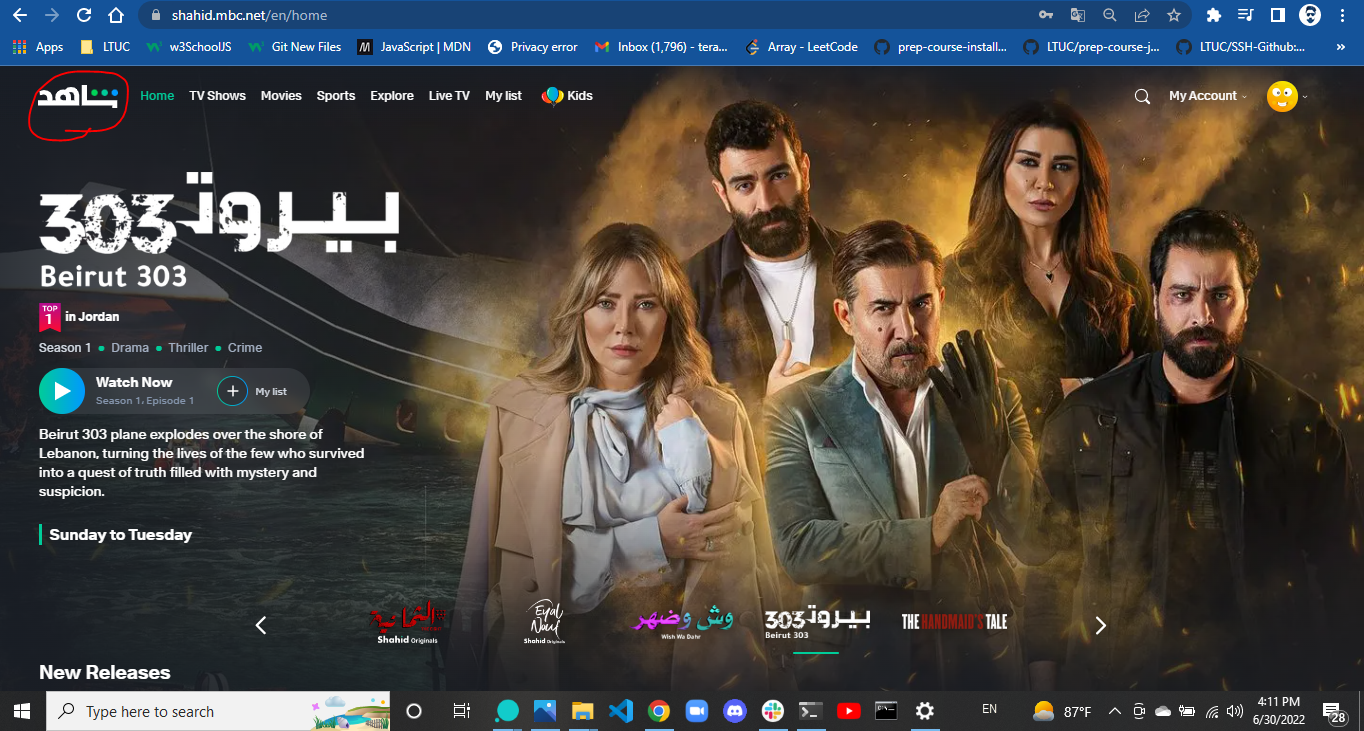 shahid.mbc.net/en/home
Apps LTUC w3SchoolJS Git New Files JavaScript | MDN Privacy error Inbox (1,796) - tera... Array - LeetCode prep-course-install... LTUC/prep-course-j... LTUC/SSH-Github:... »
شاهد Home TV Shows Movies Sports Explore Live TV My list Kids My Account
بيروت 303
Beirut 303
TOP 1 in Jordan
Season 1 • Drama • Thriller • Crime
Watch Now
Season 1، Episode 1
My list
Beirut 303 plane explodes over the shore of
Lebanon, turning the lives of the few who survived
into a quest of truth filled with mystery and
suspicion.
Sunday to Tuesday
الثمانية
Shahid Originals
Eyal Nouf
Shahid Originals
وش وضهر
Wish Wa Dahr
بيروت 303
Beirut 303
THE HANDMAID'S TALE
New Releases
Type here to search
EN
87°F
4:11 PM
6/30/2022
28